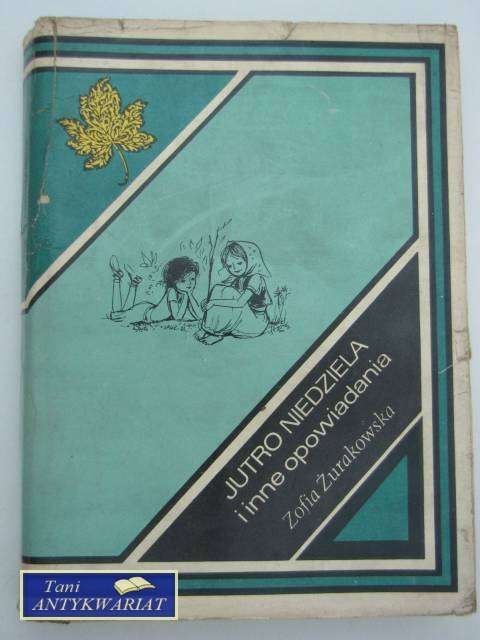 JUTRO NIEDZIELA
i inne opowiadania
Zofia Żurakowska
Tani
ANTYKWARIAT